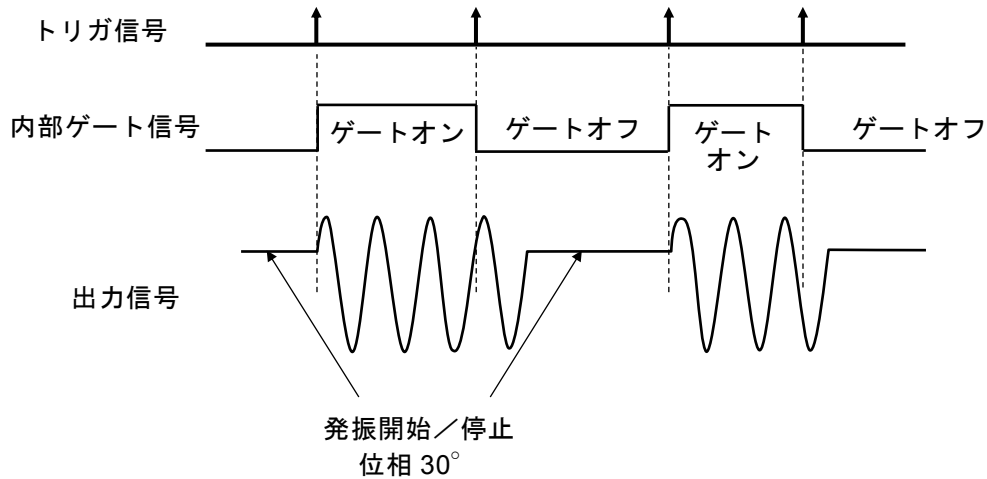 トリガ信号
内部ゲート信号
ゲートオン
ゲートオフ
ゲート
オン
ゲートオフ
出力信号
発振開始／停止
位相 30°